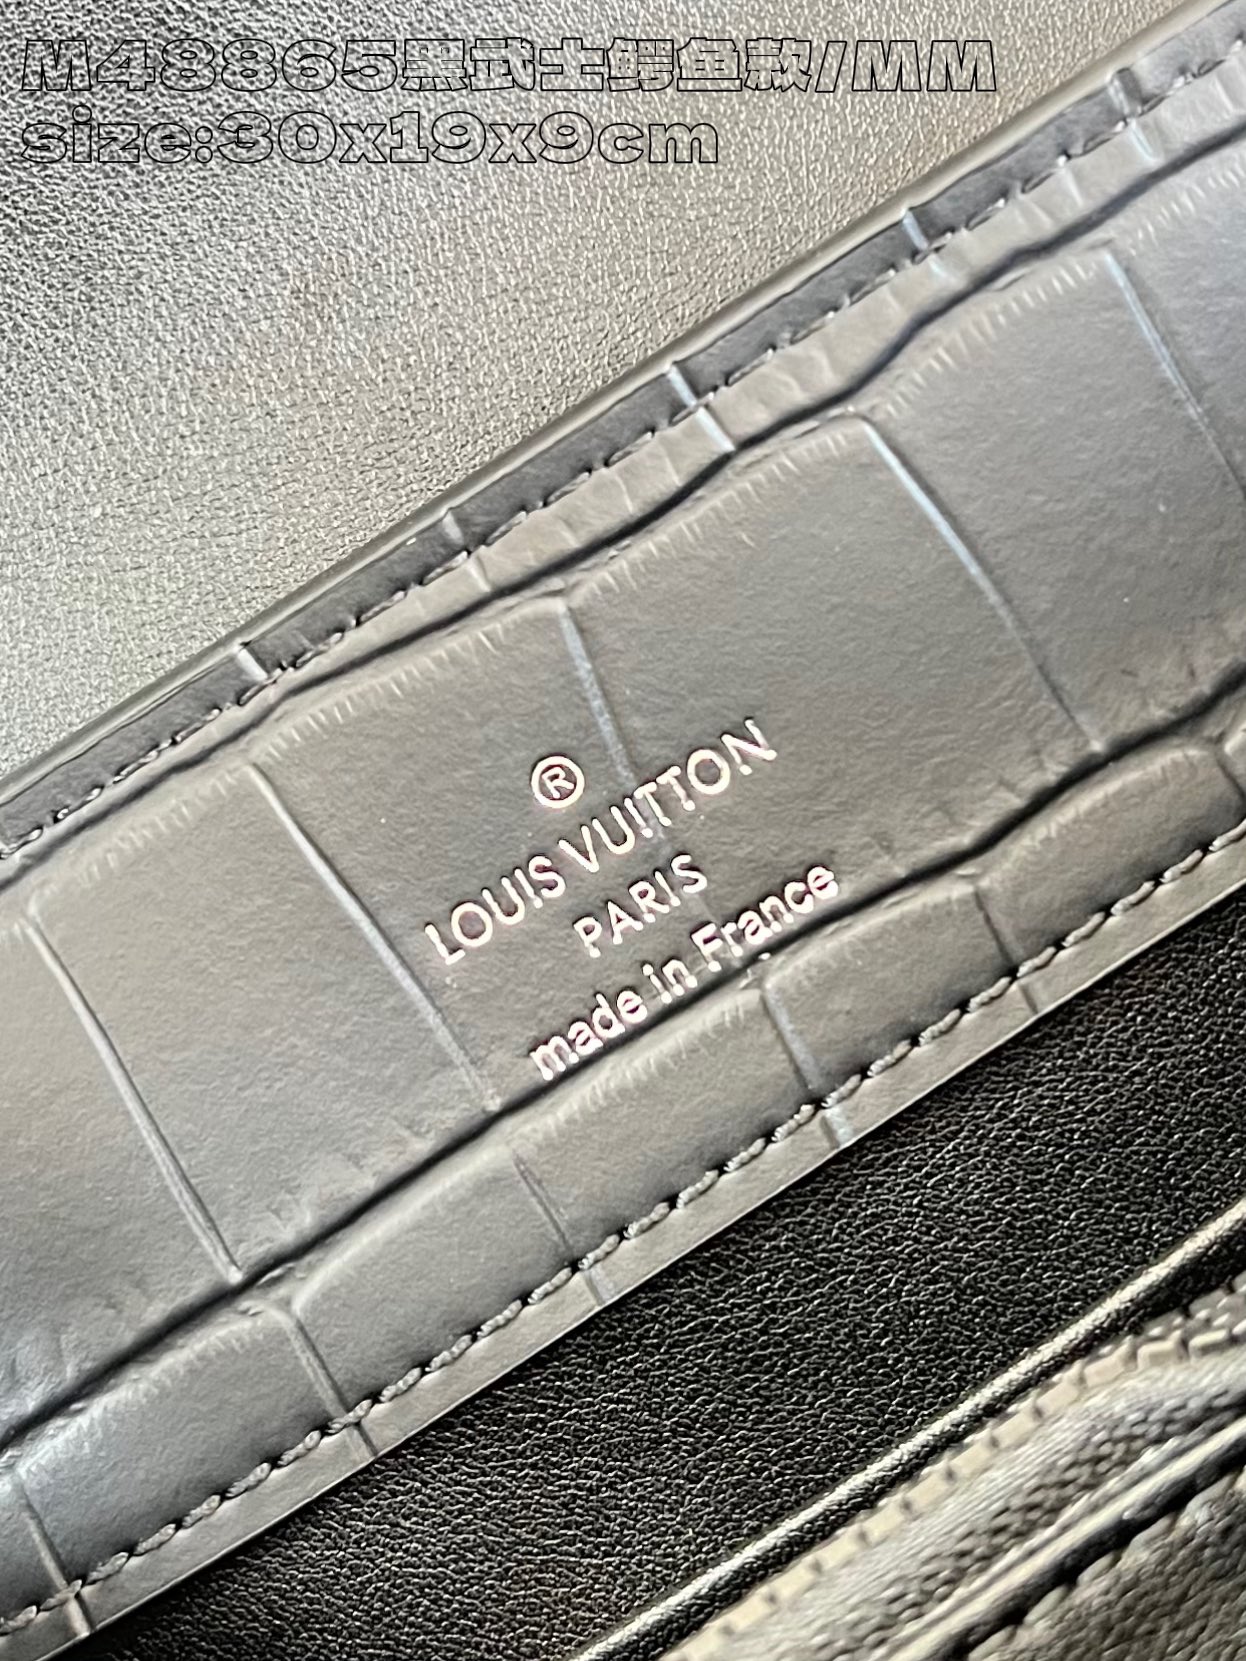 M48865黑武士鳄鱼款/MM
size:30x19x9cm
®
LOUIS VUITTON
PARIS
made in France